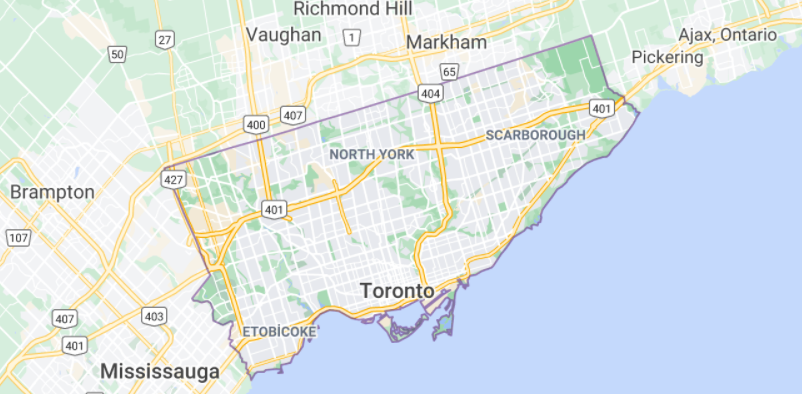 Richmond Hill
27
Vaughan
1
Ajax, Ontario
50
Markham
Pickering
65
404
407
401
400
SCARBOROUGH
NORTH YORK
427
Brampton
401
107
Toronto
407
403
ETOBICOKE
401
Mississauga